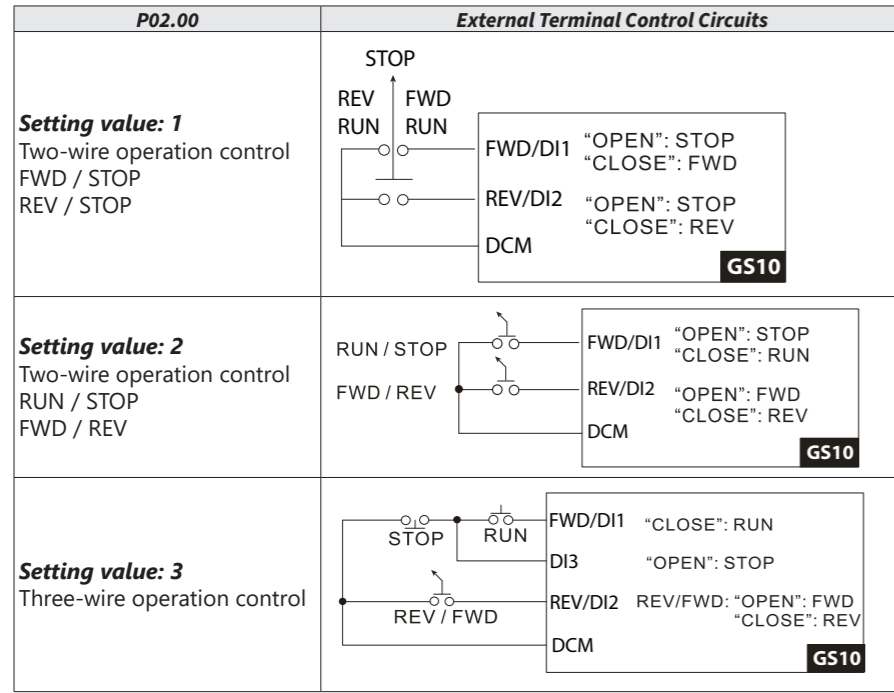 P02.00
External Terminal Control Circuits
Setting value: 1
Two-wire operation control
FWD / STOP
REV / STOP
STOP
REV FWD
RUN RUN
FWD/DI1 “OPEN”: STOP
“CLOSE”: FWD
REV/DI2 “OPEN”: STOP
“CLOSE”: REV
DCM
GS10
Setting value: 2
Two-wire operation control
RUN / STOP
FWD / REV
RUN / STOP
FWD / REV
FWD/DI1 “OPEN”: STOP
“CLOSE”: RUN
REV/DI2 “OPEN”: FWD
“CLOSE”: REV
DCM
GS10
Setting value: 3
Three-wire operation control
STOP
RUN
REV / FWD
FWD/DI1 “CLOSE”: RUN
DI3 “OPEN”: STOP
REV/DI2 REV/FWD: “OPEN”: FWD
“CLOSE”: REV
DCM
GS10